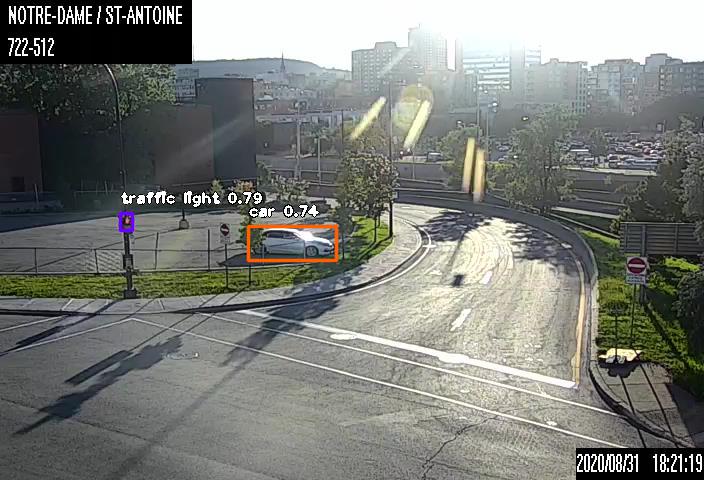 NOTRE-DAME / ST-ANTOINE
722-512
traffic light 0.79
car 0.74
2020/08/31 18:21:19